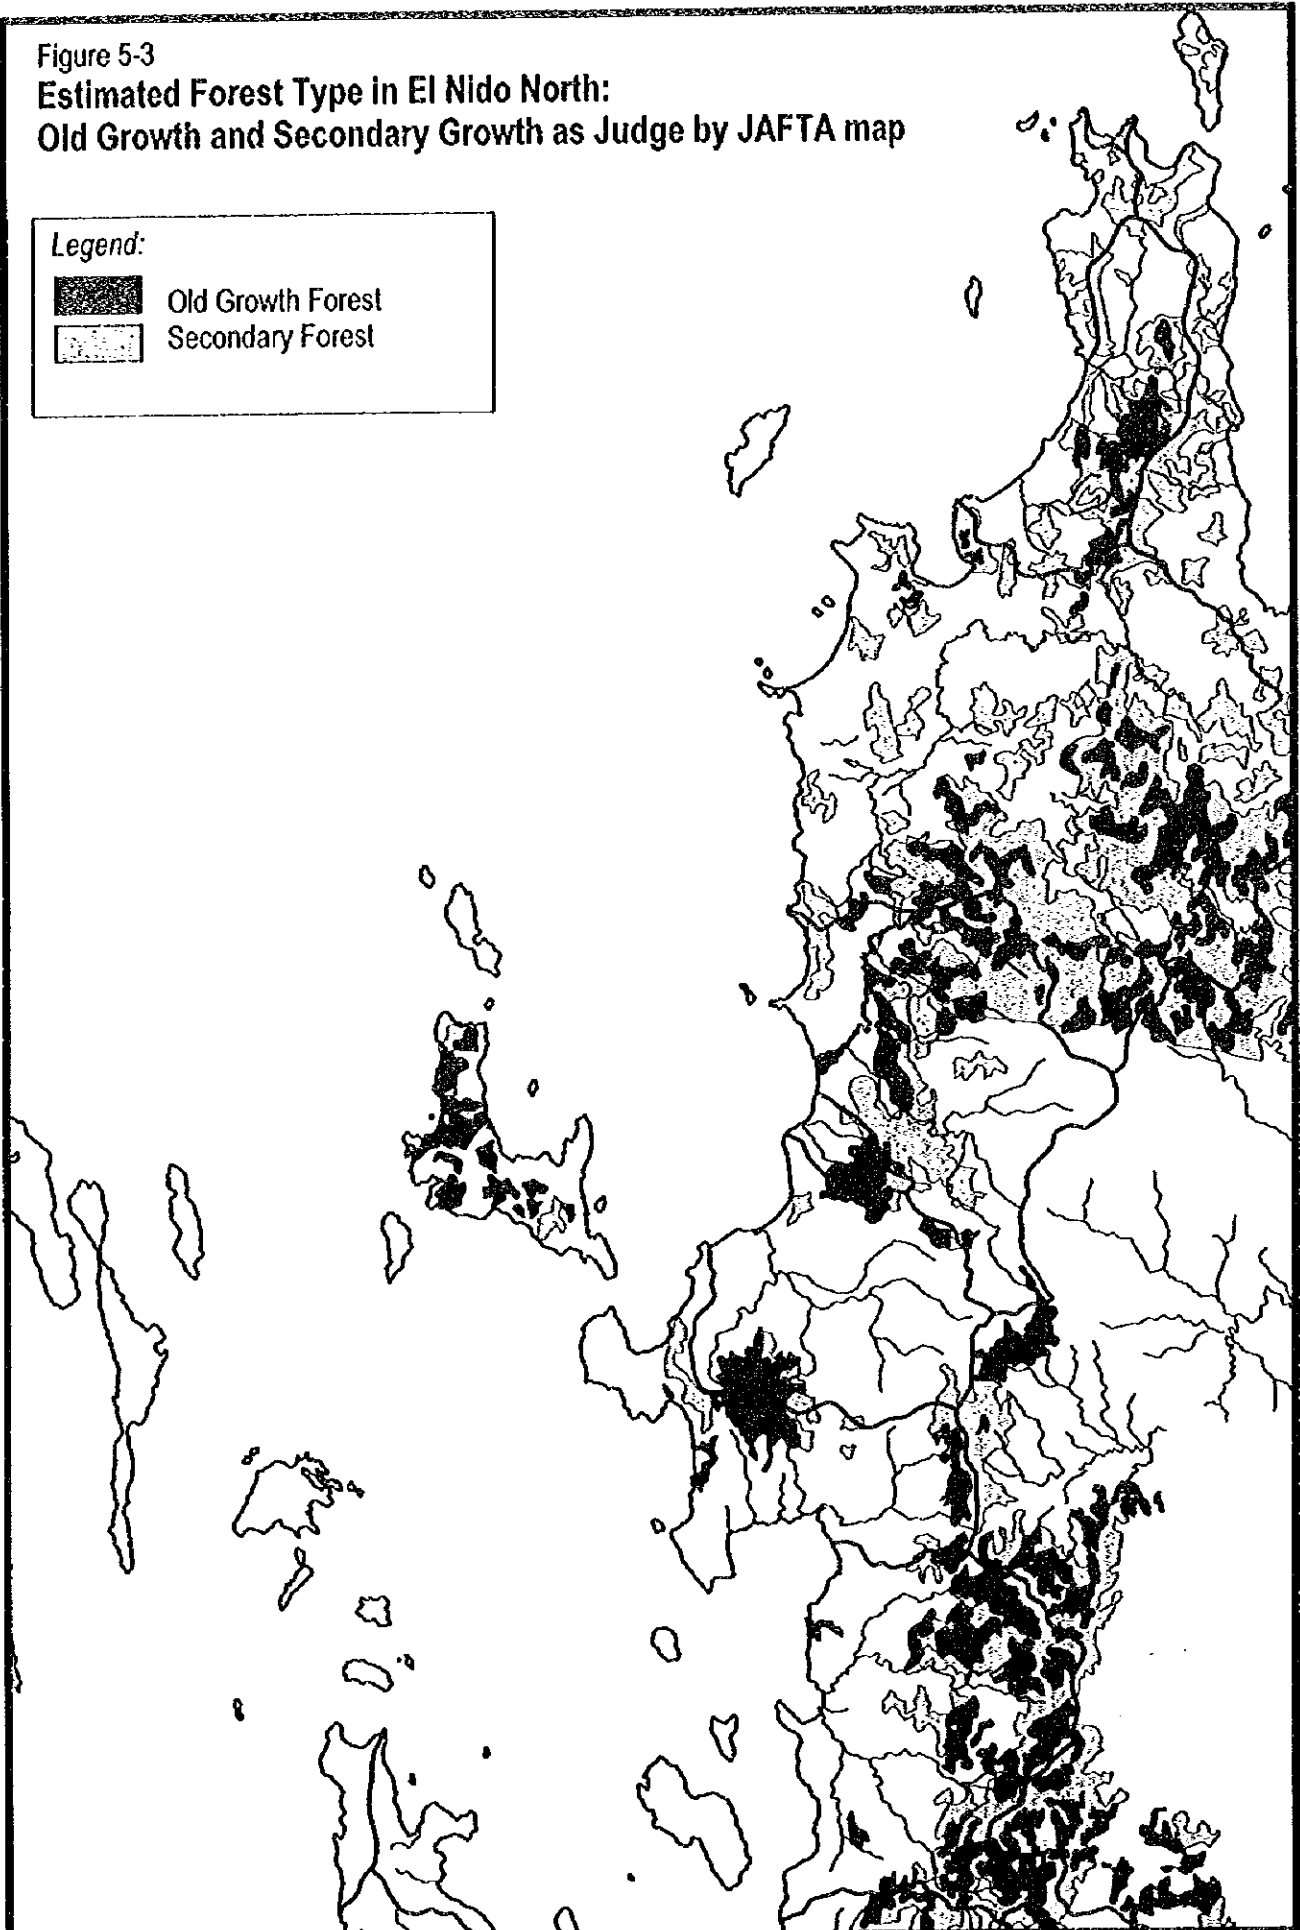 Figure 5-3
Estimated Forest Type in El Nido North:
Old Growth and Secondary Growth as Judge by JAFTA map
Legend:
Old Growth Forest
Secondary Forest